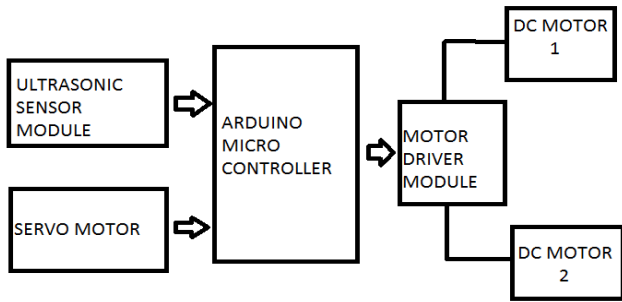 ULTRASONIC
SENSOR
MODULE
SERVO MOTOR
ARDUINO
MICRO
CONTROLLER
MOTOR
DRIVER
MODULE
DC MOTOR
1
DC MOTOR
2